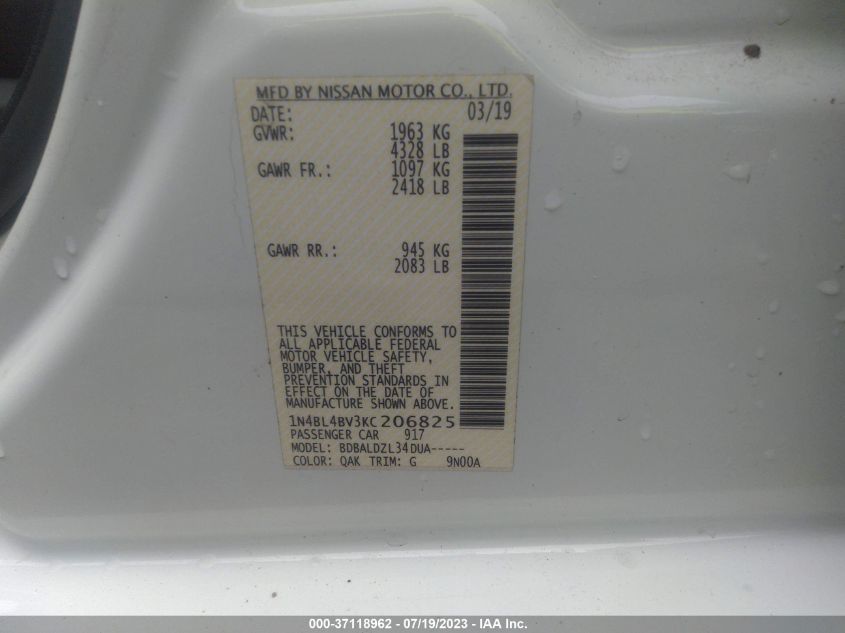 MFD BY NISSAN MOTOR CO., LTD.
DATE: 03/19
GVWR: 1963 KG
4328 LB
GAWR FR.: 1097 KG
2418 LB
GAWR RR.: 945 KG
2083 LB
THIS VEHICLE CONFORMS TO
ALL APPLICABLE FEDERAL
MOTOR VEHICLE SAFETY,
BUMPER, AND THEFT
PREVENTION STANDARDS IN
EFFECT ON THE DATE OF
MANUFACTURE SHOWN ABOVE.
1N4BL4BV3KC206825
PASSENGER CAR 917
MODEL: BDBALDZL34DUA-----
COLOR: QAK TRIM: G 9N00A
000-37118962 - 07/19/2023 - IAA Inc.